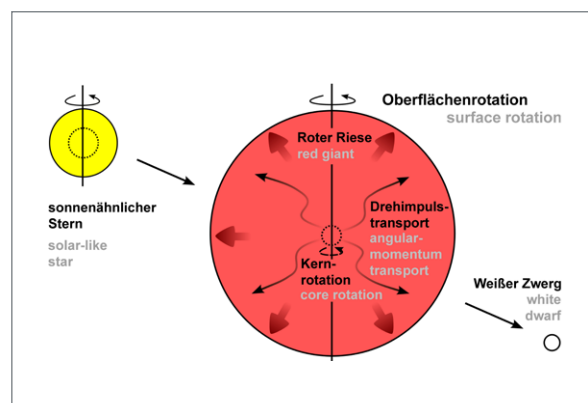 Oberflächenrotation
surface rotation
Roter Riese
red giant
sonnenähnlicher
Stern
solar-like
star
Drehimpuls-
transport
angular-
momentum
transport
Kern-
rotation
core rotation
Weißer Zwerg
white
dwarf